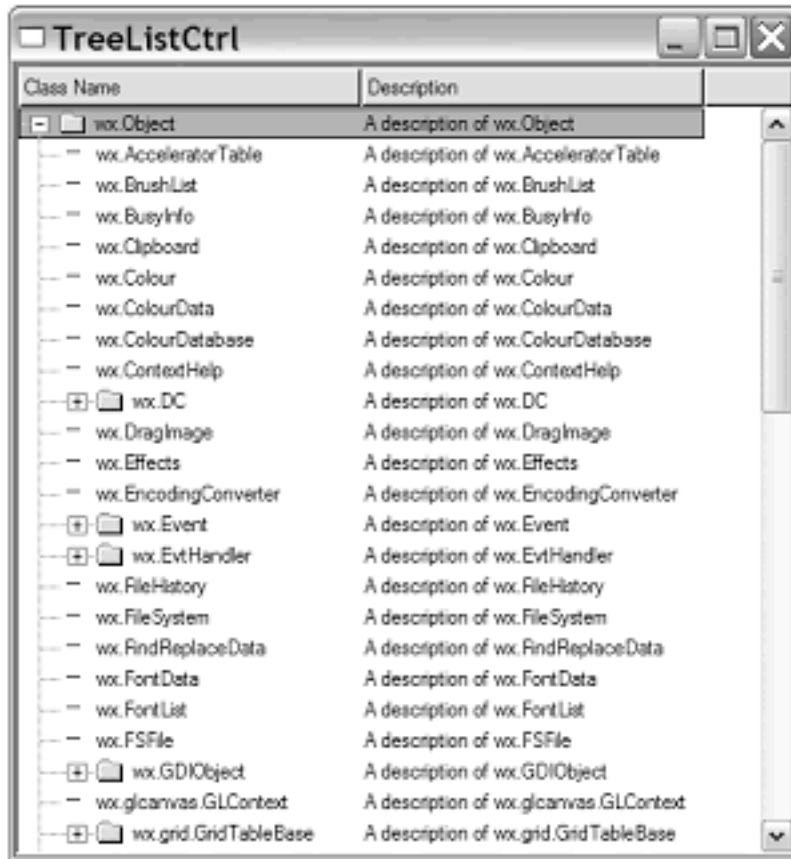 TreeListCtrl
Class Name Description
wx.Object A description of wx.Object
wx.AcceleratorTable A description of wx.AcceleratorTable
wx.BrushList A description of wx.BrushList
wx.BusyInfo A description of wx.BusyInfo
wx.Clipboard A description of wx.Clipboard
wx.Colour A description of wx.Colour
wx.ColourData A description of wx.ColourData
wx.ColourDatabase A description of wx.ColourDatabase
wx.ContextHelp A description of wx.ContextHelp
wx.DC A description of wx.DC
wx.DragImage A description of wx.DragImage
wx.Effects A description of wx.Effects
wx.EncodingConverter A description of wx.EncodingConverter
wx.Event A description of wx.Event
wx.EvtHandler A description of wx.EvtHandler
wx.FileHistory A description of wx.FileHistory
wx.FileSystem A description of wx.FileSystem
wx.FindReplaceData A description of wx.FindReplaceData
wx.FontData A description of wx.FontData
wx.FontList A description of wx.FontList
wx.FSFile A description of wx.FSFile
wx.GDIObject A description of wx.GDIObject
wx.glcanvas.GLContext A description of wx.glcanvas.GLContext
wx.grid.GridTableBase A description of wx.grid.GridTableBase